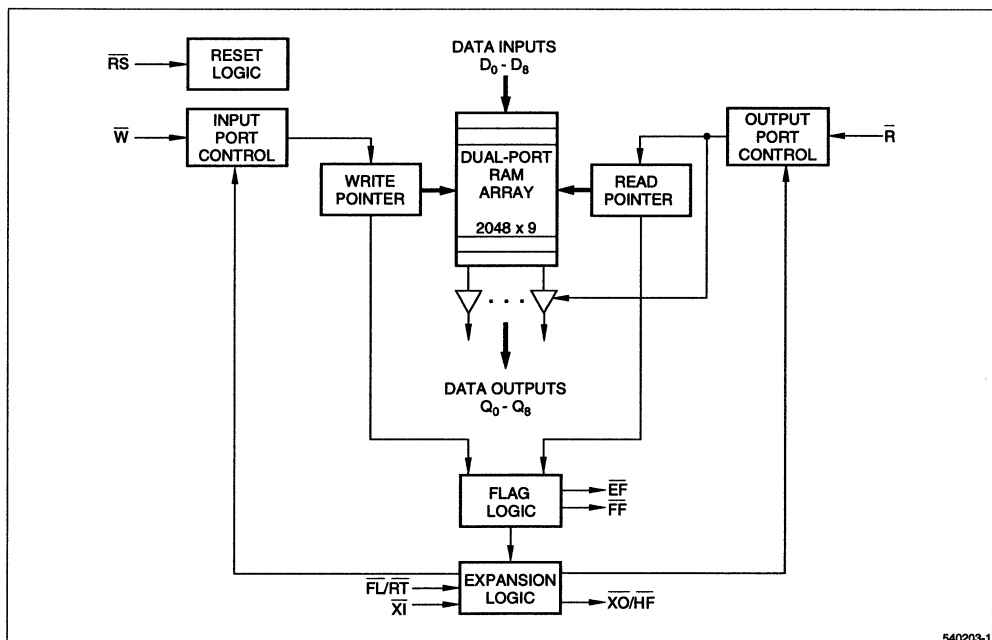 RS
RESET
LOGIC
DATA INPUTS
D0 - D8
W
INPUT
PORT
CONTROL
WRITE
POINTER
DUAL-PORT
RAM
ARRAY
2048 x 9
READ
POINTER
OUTPUT
PORT
CONTROL
R
. . .
DATA OUTPUTS
Q0 - Q8
FLAG
LOGIC
EF
FF
FL/RT
XI
EXPANSION
LOGIC
XO/HF
540203-1